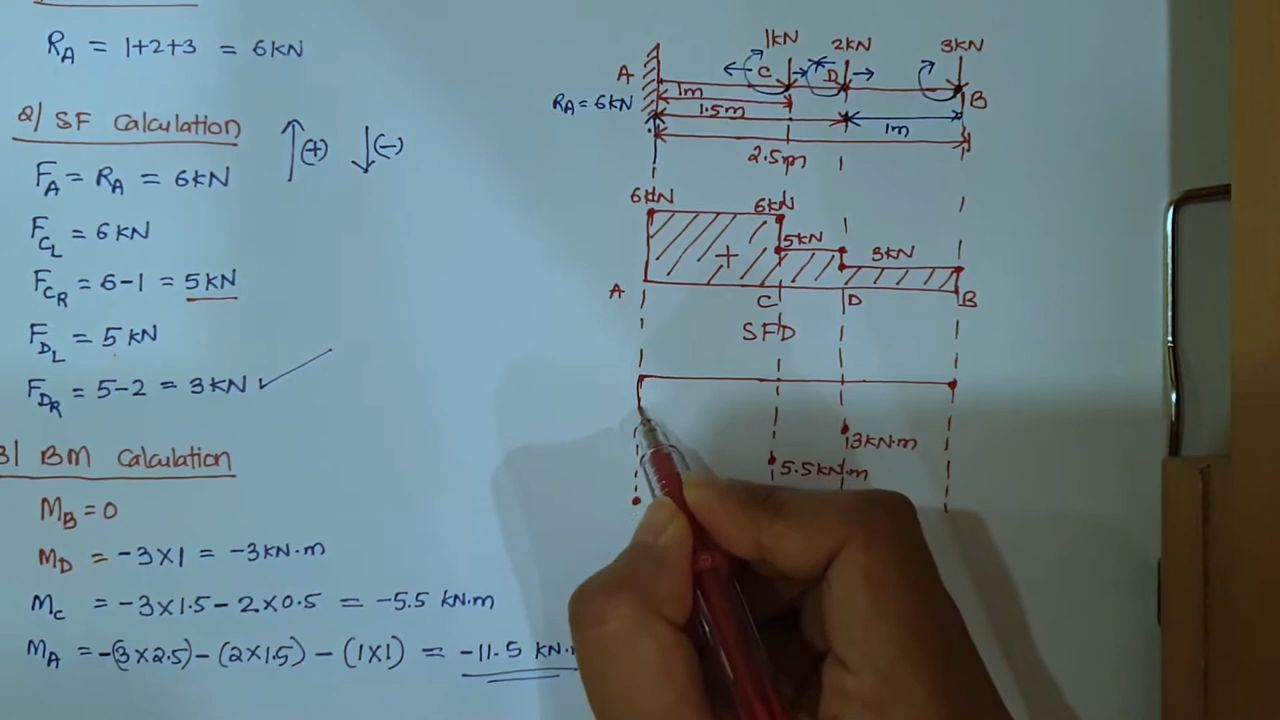 RA = 1+2+3 = 6KN
2) SF Calculation
(+) (-)
FA = RA = 6KN
FCL = 6KN
FCR = 6-1 = 5KN
FDL = 5KN
FDR = 5-2 = 3KN
3) BM Calculation
MB = 0
MD = -3×1 = -3KN·m
MC = -3×1.5-2×0.5 = -5.5 KN·m
MA = -(3×2.5)-(2×1.5)-(1×1) = -11.5 KN.
1KN 2KN 3KN
A C D B
RA = 6KN
1m
1.5m
1m
2.5m
6KN 6KN
5KN 3KN
+
A C D B
SFD
13KN·m
5.5KN·m